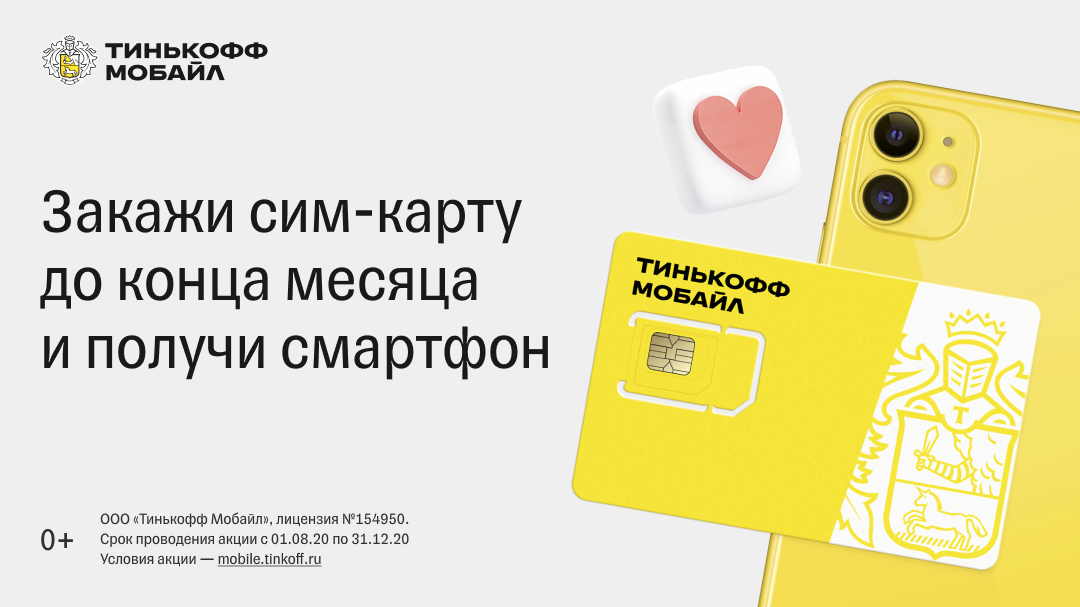 ТИНЬКОФФ
МОБАЙЛ
Закажи сим-карту
до конца месяца
и получи смартфон
ТИНЬКОФФ
МОБАЙЛ
Т
0+
ООО «Тинькофф Мобайл», лицензия №154950.
Срок проведения акции с 01.08.20 по 31.12.20
Условия акции — mobile.tinkoff.ru